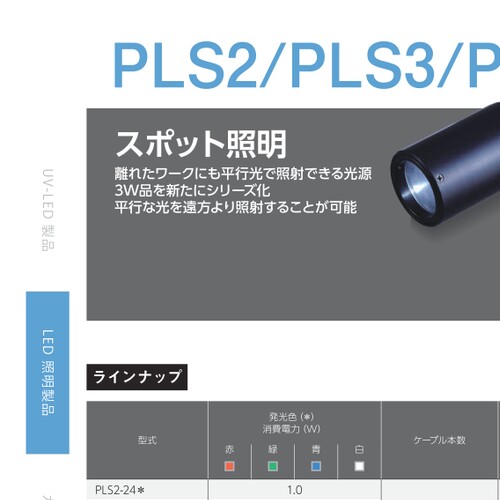 PLS2/PLS3/P
スポット照明
離れたワークにも平行光で照射できる光源
3W品を新たにシリーズ化
平行な光を遠方より照射することが可能
UV-LED 製品
LED 照明製品
ラインナップ
型式
発光色 (＊)
消費電力 (W)
赤 緑 青 白
ケーブル本数
PLS2-24＊ 1.0